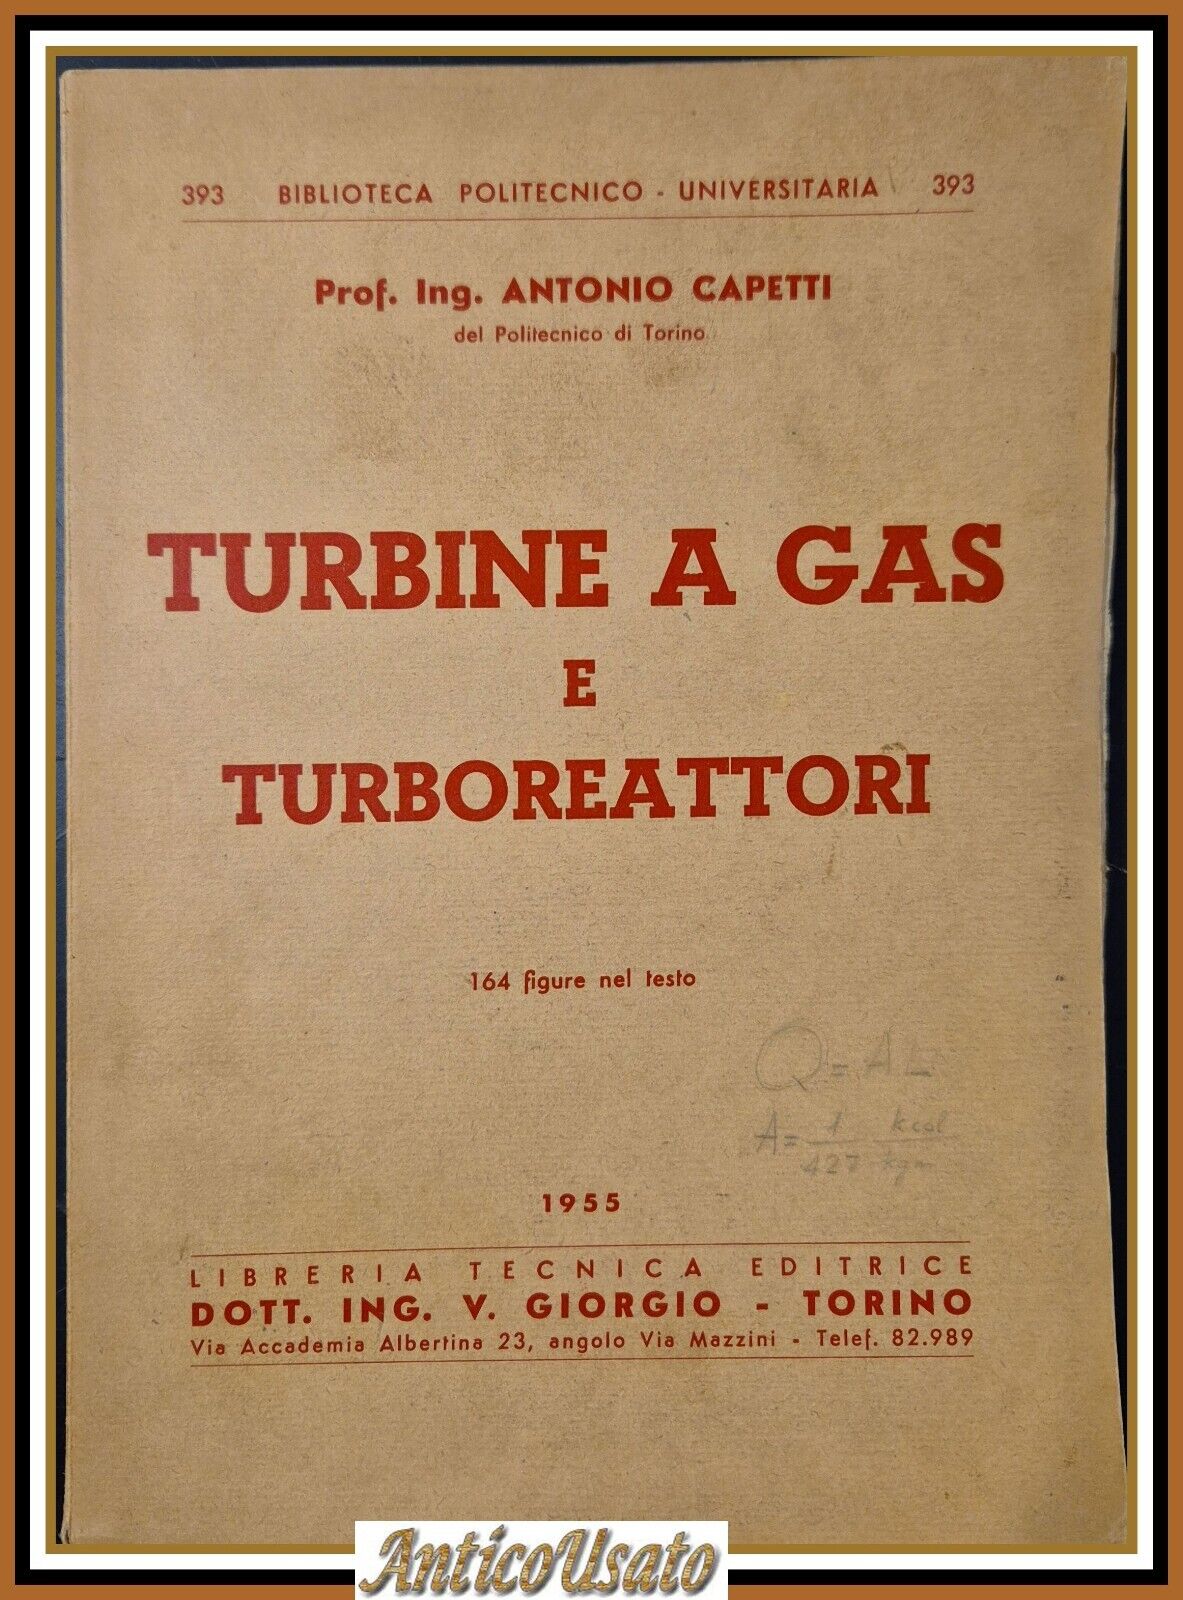 393 BIBLIOTECA POLITECNICO - UNIVERSITARIA 393
Prof. Ing. ANTONIO CAPETTI
del Politecnico di Torino
TURBINE A GAS
E
TURBOREATTORI
164 figure nel testo
Q = A L
A = 1/427 kcal/kgm
1955
LIBRERIA TECNICA EDITRICE
DOTT. ING. V. GIORGIO - TORINO
Via Accademia Albertina 23, angolo Via Mazzini - Telef. 82.989
AnticoUsato